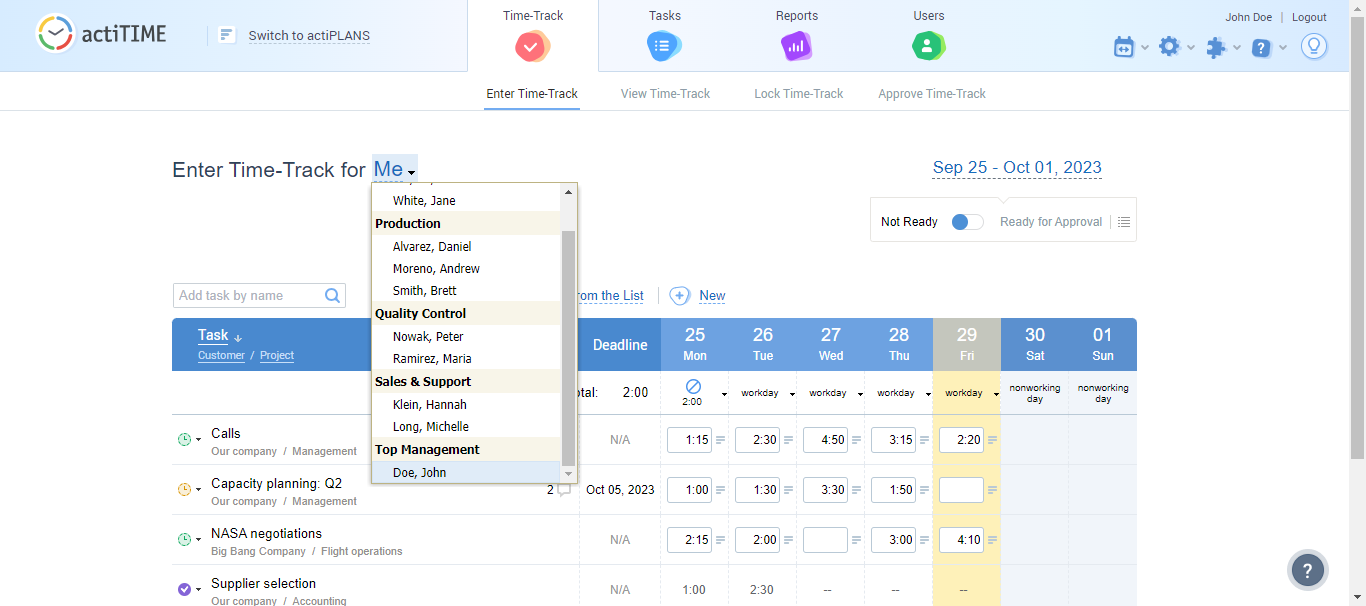 actiTIME
Switch to actiPLANS
Time-Track
Tasks
Reports
Users
John Doe | Logout
Enter Time-Track
View Time-Track
Lock Time-Track
Approve Time-Track
Enter Time-Track for Me
Sep 25 - Oct 01, 2023
White, Jane
Production
Alvarez, Daniel
Moreno, Andrew
Smith, Brett
Quality Control
Nowak, Peter
Ramirez, Maria
Sales & Support
Klein, Hannah
Long, Michelle
Top Management
Doe, John
Not Ready
Ready for Approval
Add task by name
the List
New
Task ↓
Customer / Project
Deadline
25 26 27 28 29 30 01
Mon Tue Wed Thu Fri Sat Sun
2:00
2:00 workday workday workday workday nonworking day nonworking day
Calls
Our company / Management
N/A 1:15 2:30 4:50 3:15 2:20
Capacity planning: Q2
Our company / Management
2 Oct 05, 2023 1:00 1:30 3:30 1:50
NASA negotiations
Big Bang Company / Flight operations
N/A 2:15 2:00 3:00 4:10
Supplier selection
Our company / Accounting
N/A 1:00 2:30 -- --
?